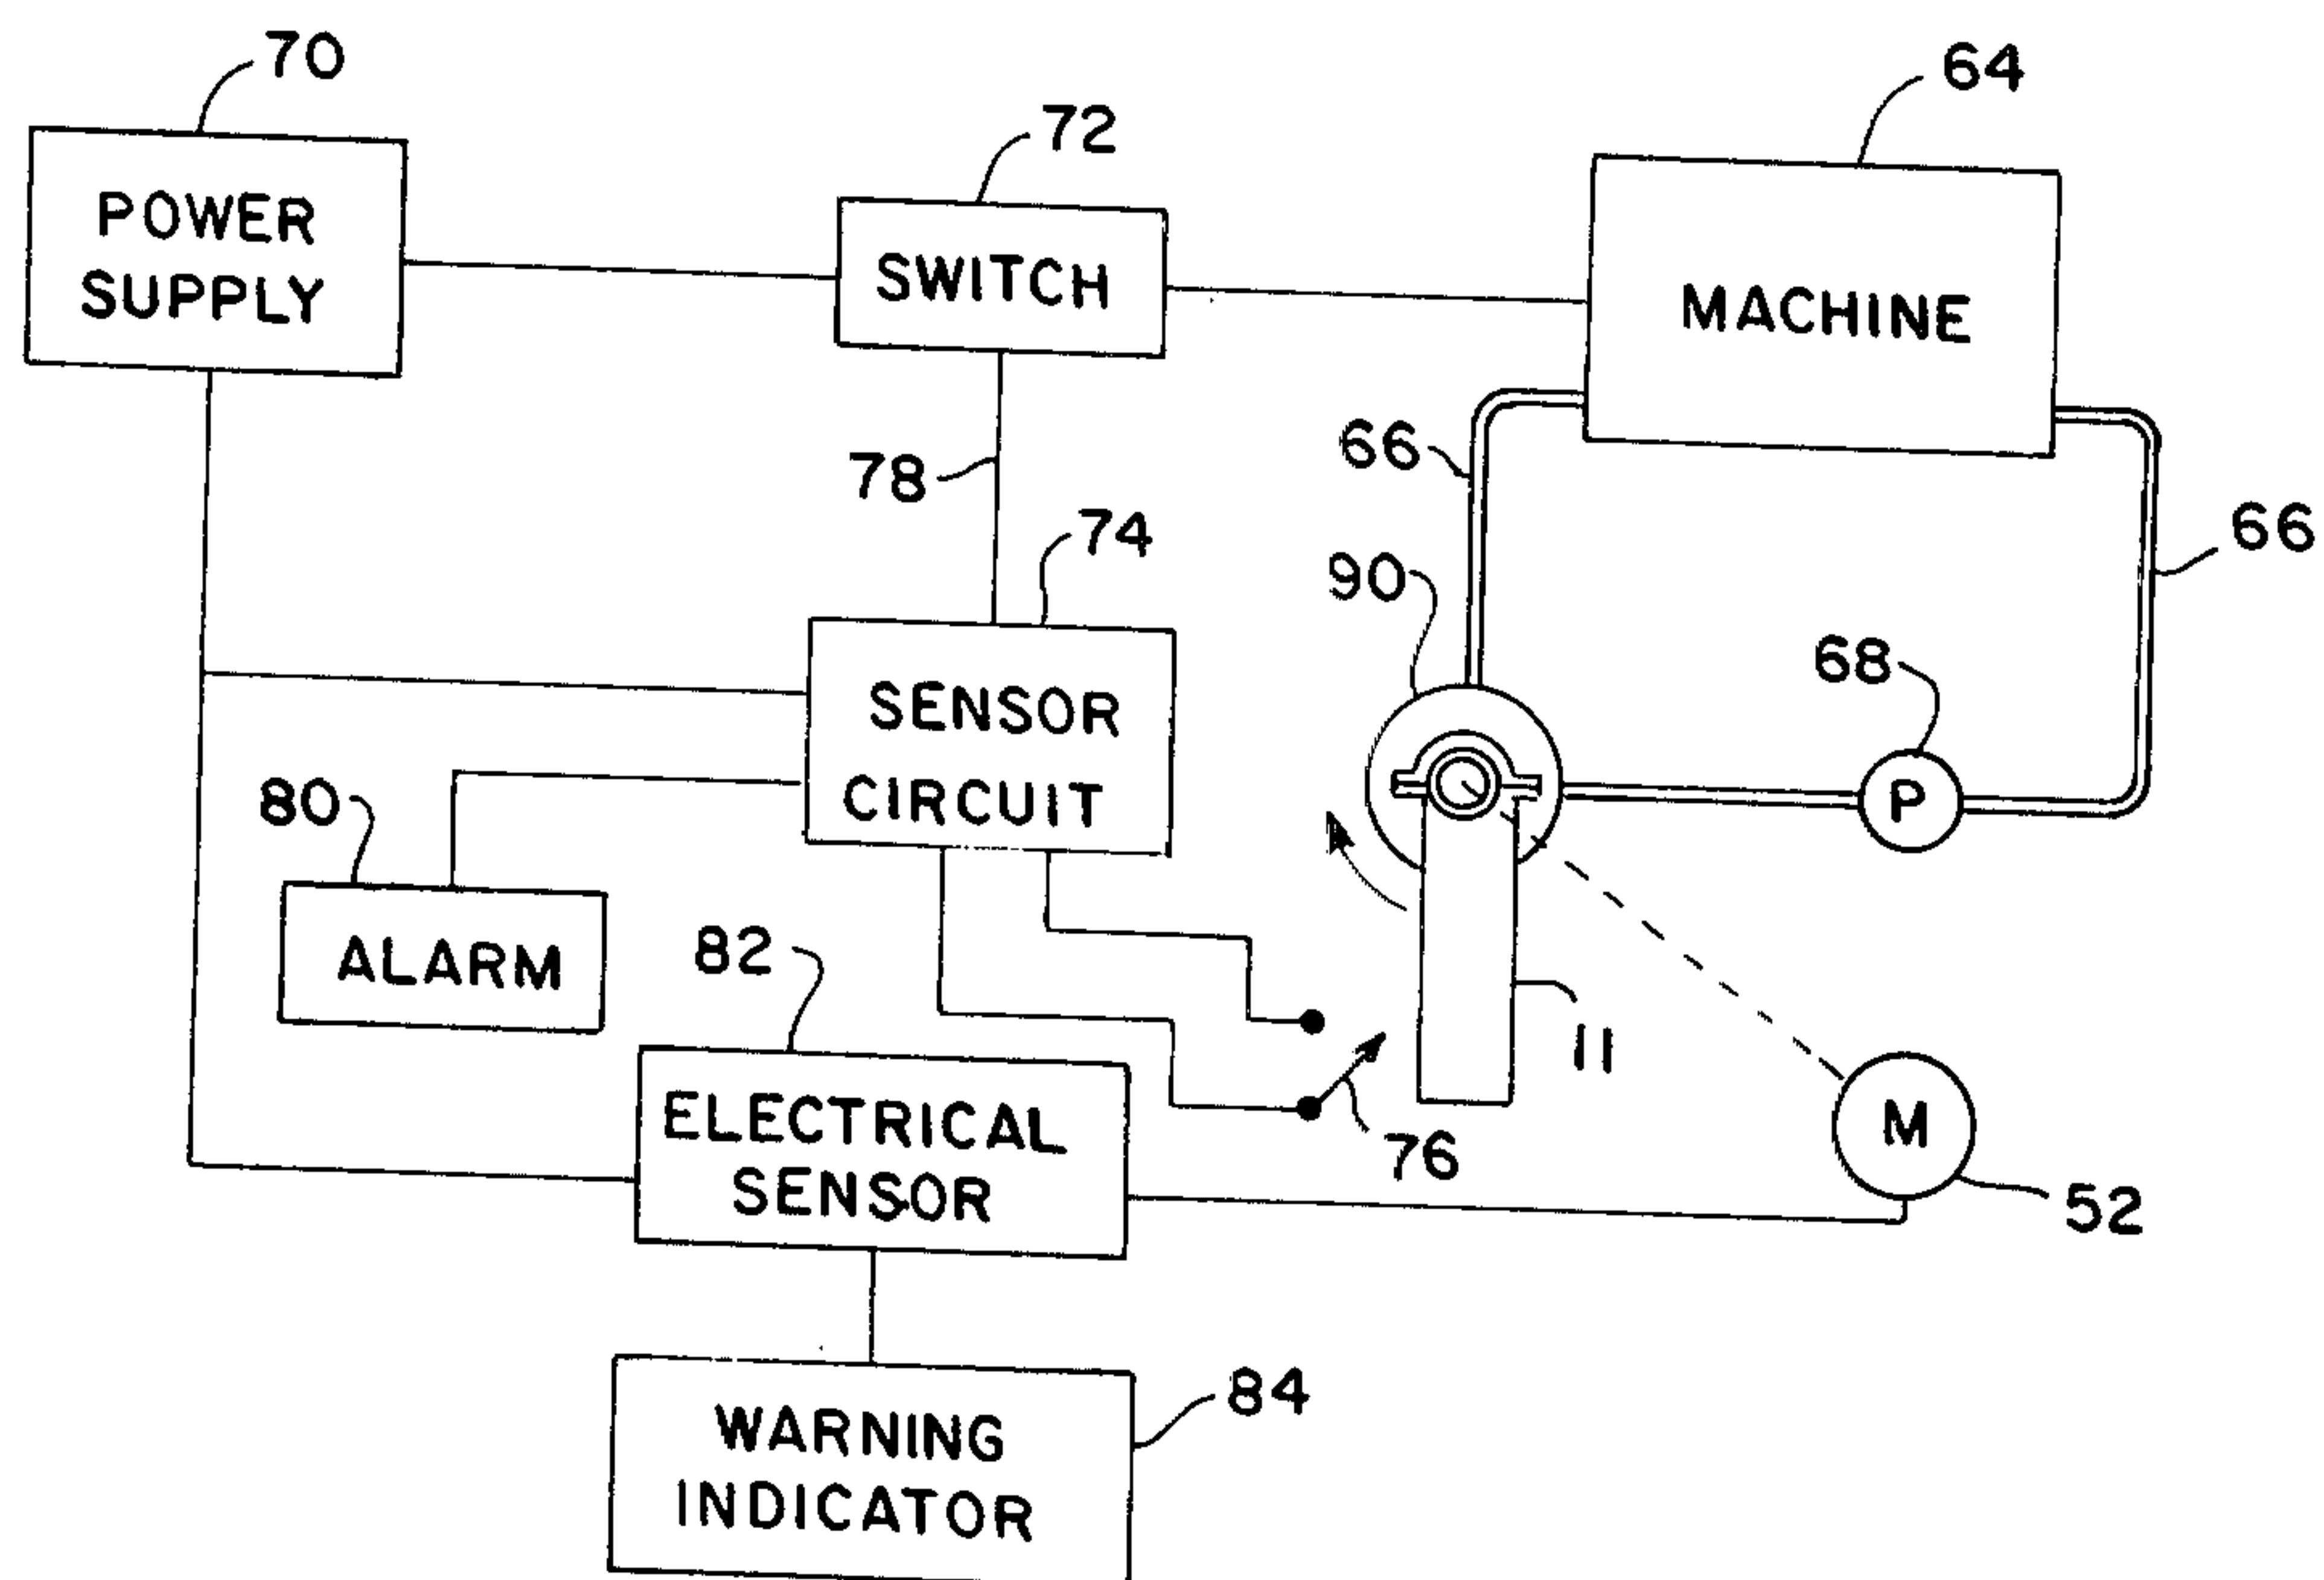 70
64
72
POWER
SUPPLY
SWITCH
MACHINE
66
78
74
66
90
68
SENSOR
CIRCUIT
P
80
ALARM
82
11
ELECTRICAL
SENSOR
76
M
52
84
WARNING
INDICATOR